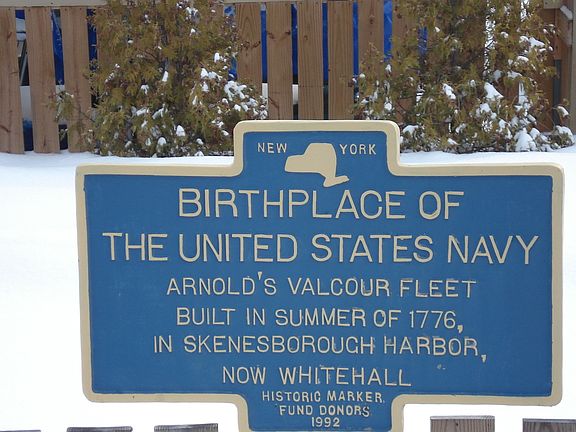 NEW YORK
BIRTHPLACE OF
THE UNITED STATES NAVY
ARNOLD'S VALCOUR FLEET
BUILT IN SUMMER OF 1776,
IN SKENESBOROUGH HARBOR,
NOW WHITEHALL
HISTORIC MARKER
FUND DONORS
1992